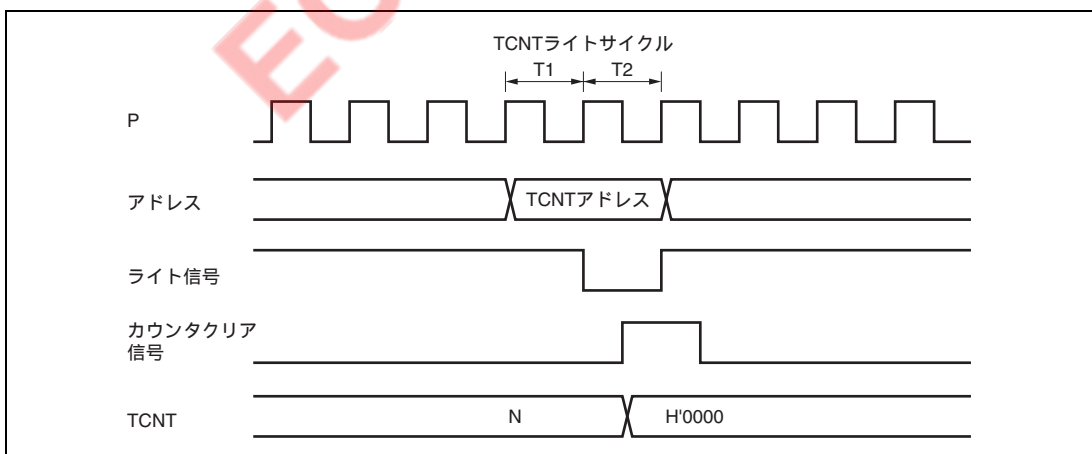 TCNTライトサイクル
T1 T2
P
アドレス TCNTアドレス
ライト信号
カウンタクリア
信号
TCNT N H'0000